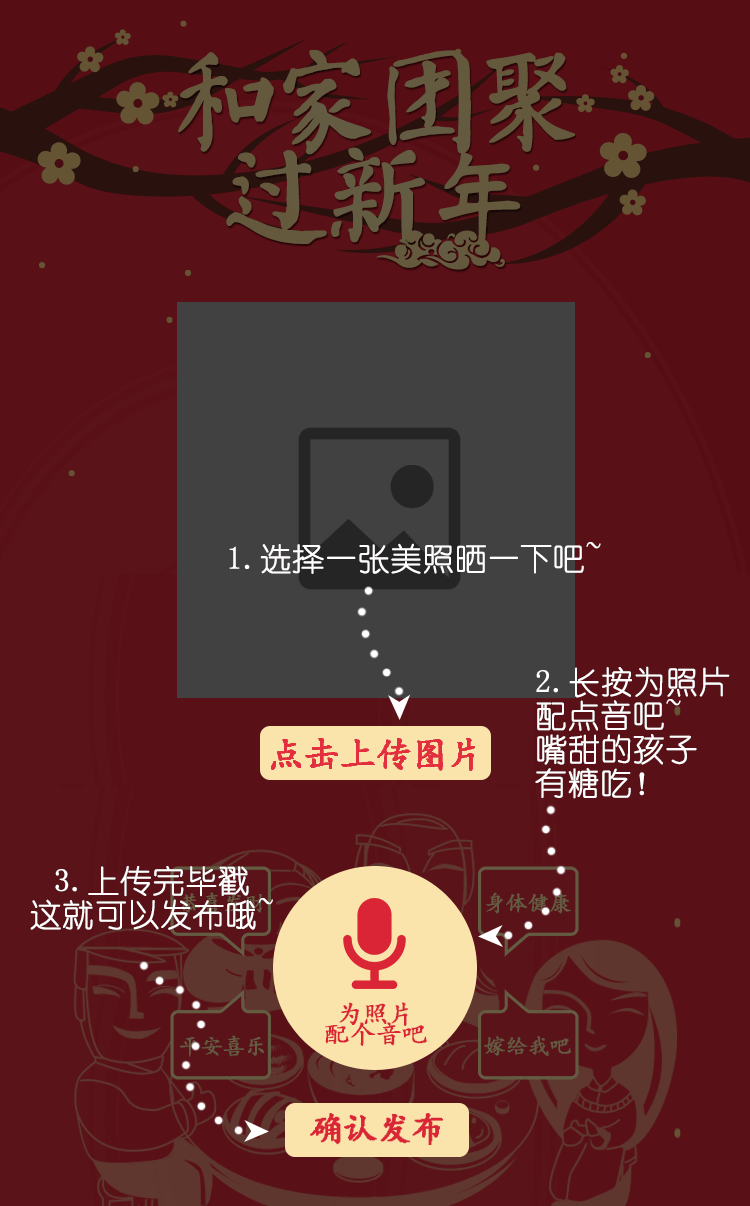 和家团聚
过新年
1.选择一张美照晒一下吧~
2.长按为照片
配点音吧~
嘴甜的孩子
有糖吃!
点击上传图片
3.上传完毕戳
这就可以发布哦~
恭喜发财
身体健康
为照片
配个音吧
平安喜乐
嫁给我吧
确认发布